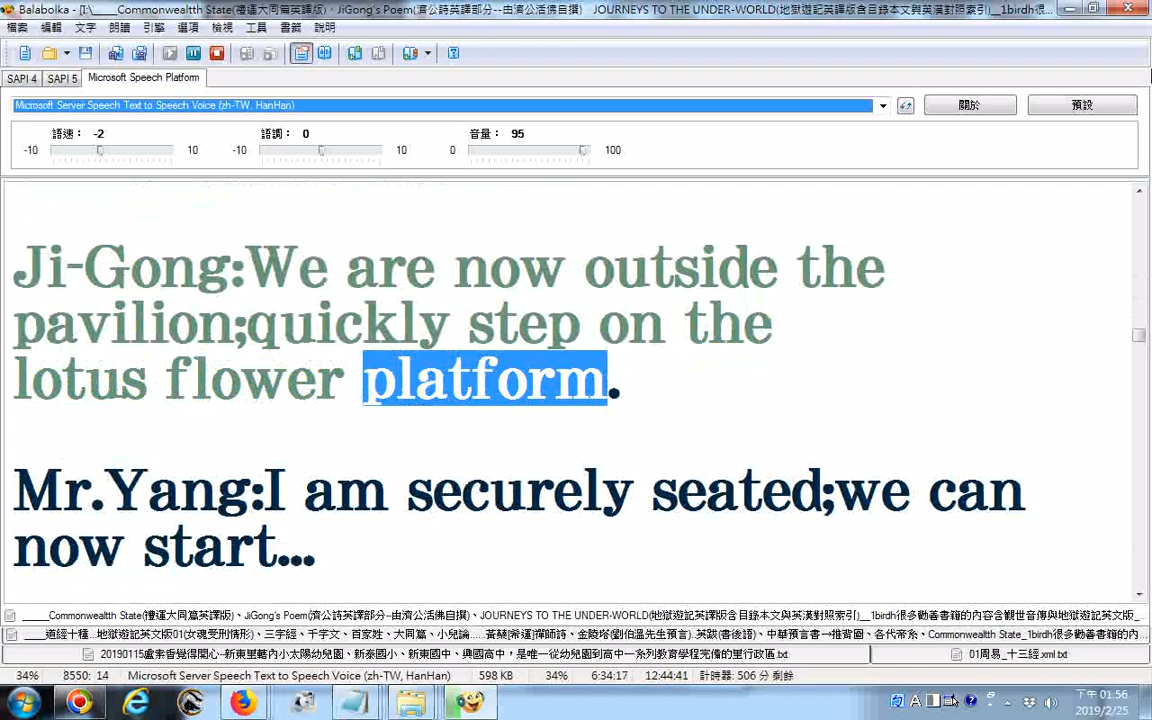 Balabolka - [I:\____Commonwealtth State(禮運大同篇英譯版)、JiGong's Poem(濟公詩英譯部分--由濟公活佛自撰)　JOURNEYS TO THE UNDER-WORLD(地獄遊記英譯版含目錄本文與英漢對照索引)__1birdh很...
檔案 編輯 文字 朗讀 引擎 選項 檢視 工具 書籤 說明
SAPI 4 SAPI 5 Microsoft Speech Platform
Microsoft Server Speech Text to Speech Voice (zh-TW, HanHan) 關於 預設
語速： -2 語調： 0 音量： 95
-10 10 -10 10 0 100
Ji-Gong:We are now outside the
pavilion;quickly step on the
lotus flower platform.
Mr.Yang:I am securely seated;we can
now start...
____Commonwealtth State(禮運大同篇英譯版)、JiGong's Poem(濟公詩英譯部分--由濟公活佛自撰)、JOURNEYS TO THE UNDER-WORLD(地獄遊記英譯版含目錄本文與英漢對照索引)__1birdh很多勸善書籍的內容含觀世音傳與地獄遊記英文版_
____道經十種...地獄遊記英文版01(女魂受刑情形)、三字經、千字文、百家姓、大同篇、小兒論.....黃蘗[希運]禪師詩、金陵塔(劉伯溫先生預言).英跋(書後語)、中華預言書一推背圖、各代帝系、Commonwealth State_1birdh很多勸善書籍的內...
20190115盧素香覺得開心--新東里轄內小太陽幼兒園、新泰國小、新東國中、興國高中，是唯一從幼兒園到高中一系列教育學程完備的里行政區.txt 01周易_十三經.xml.txt
34% 8550: 14 Microsoft Server Speech Text to Speech Voice (zh-TW, HanHan) 598 KB 34% 6:34:17 12:44:41 計時器: 506 分 剩餘
下午 01:56
2019/2/25